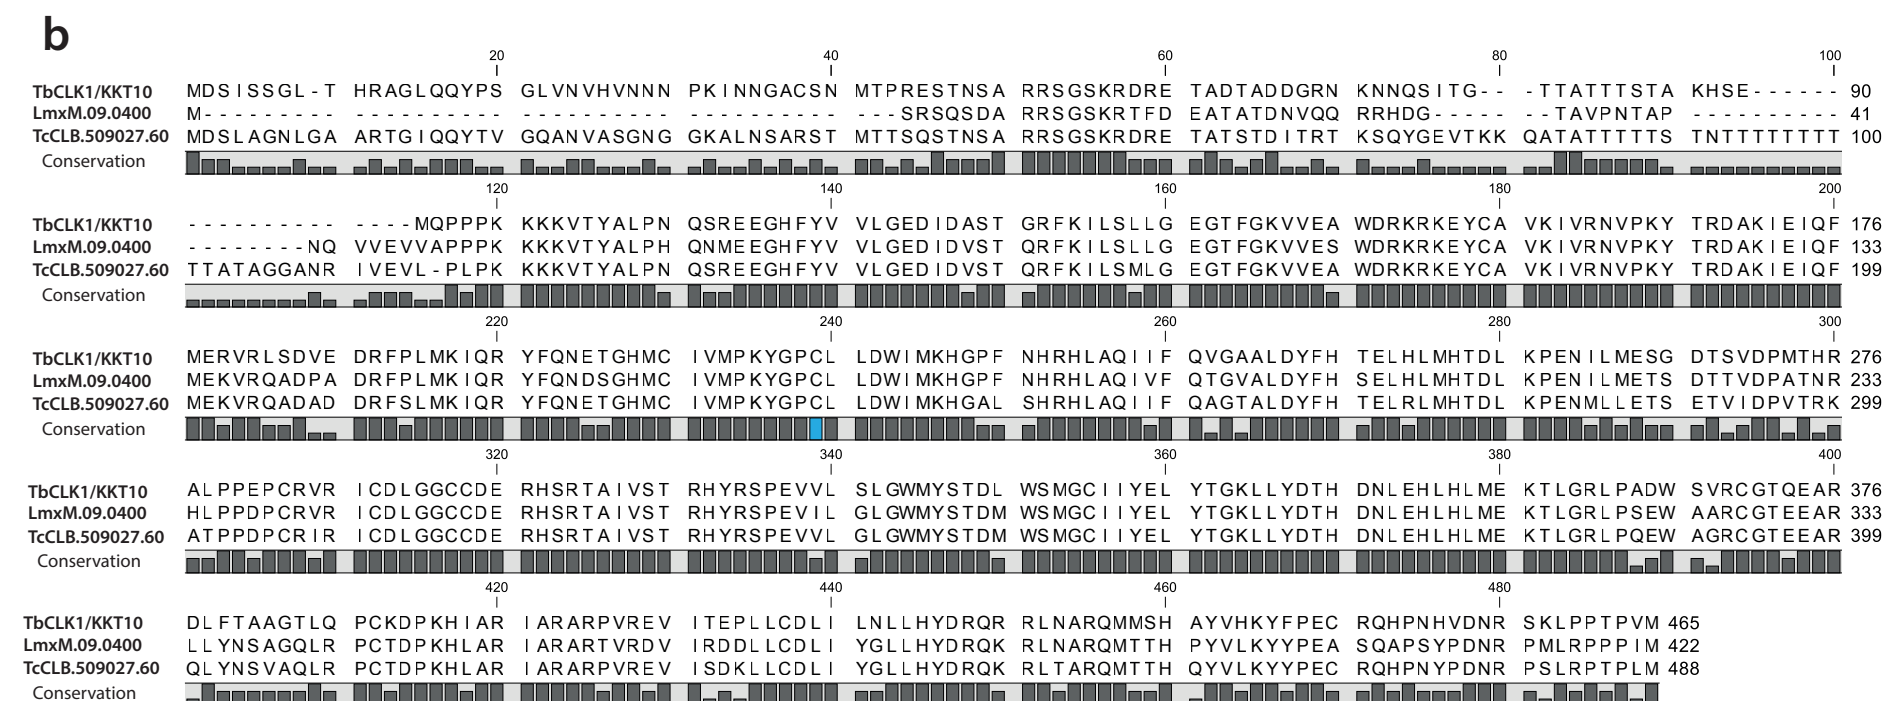 b
20 40 60 80 100
TbCLK1/KKT10 MDSISSGL-T HRAGLQQYPS GLVNVHVNNN PKINNGACSN MTPRESTNSA RRSGSKRDRE TADTADDGRN KNNQSITG-- -TTATTTSTA KHSE------ 90
LmxM.09.0400 M--------- ---------- ---------- ---------- ---SRSQSDA RRSGSKRTFD EATATDNVQQ RRHDG----- --TAVPNTAP ---------- 41
TcCLB.509027.60 MDSLAGNLGA ARTGIQQYTV GQANVASGNG GKALNSARST MTTSQSTNSA RRSGSKRDRE TATSTDITRT KSQYGEVTKK QATATTTTTS TNTTTTTTTT 100
Conservation
120 140 160 180 200
TbCLK1/KKT10 ---------- ----MQPPPK KKKVTYALPN QSREEGHFYV VLGEDIDAST GRFKILSLLG EGTFGKVVEA WDRKRKEYCA VKIVRNVPKY TRDAKIEIQF 176
LmxM.09.0400 --------NQ VVEVVAPPPK KKKVTYALPH QNMEEGHFYV VLGEDIDVST QRFKILSLLG EGTFGKVVES WDRKRKEYCA VKIVRNVPKY TRDAKIEIQF 133
TcCLB.509027.60 TTATAGGANR IVEVL-PLPK KKKVTYALPN QSREEGHFYV VLGEDIDVST QRFKILSMLG EGTFGKVVEA WDRKRKEYCA VKIVRNVPKY TRDAKIEIQF 199
Conservation
220 240 260 280 300
TbCLK1/KKT10 MERVRLSDVE DRFPLMKIQR YFQNETGHMC IVMPKYGPCL LDWIMKHGPF NHRHLAQIIF QVGAALDYFH TELHLMHTDL KPENILMESG DTSVDPMTHR 276
LmxM.09.0400 MEKVRQADPA DRFPLMKIQR YFQNDSGHMC IVMPKYGPCL LDWIMKHGPF NHRHLAQIVF QTGVALDYFH SELHLMHTDL KPENILMETS DTTVDPATNR 233
TcCLB.509027.60 MEKVRQADAD DRFSLMKIQR YFQNETGHMC IVMPKYGPCL LDWIMKHGAL SHRHLAQIIF QAGTALDYFH TELRLMHTDL KPENMLLETS ETVIDPVTRK 299
Conservation
320 340 360 380 400
TbCLK1/KKT10 ALPPEPCRVR ICDLGGCCDE RHSRTAIVST RHYRSPEVVL SLGWMYSTDL WSMGCIIYEL YTGKLLYDTH DNLEHLHLME KTLGRLPADW SVRCGTQEAR 376
LmxM.09.0400 HLPPDPCRVR ICDLGGCCDE RHSRTAIVST RHYRSPEVIL GLGWMYSTDM WSMGCIIYEL YTGKLLYDTH DNLEHLHLME KTLGRLPSEW AARCGTEEAR 333
TcCLB.509027.60 ATPPDPCRIR ICDLGGCCDE RHSRTAIVST RHYRSPEVVL GLGWMYSTDM WSMGCIIYEL YTGKLLYDTH DNLEHLHLME KTLGRLPQEW AGRCGTEEAR 399
Conservation
420 440 460 480
TbCLK1/KKT10 DLFTAAGTLQ PCKDPKHIAR IARARPVREV ITEPLLCDLI LNLLHYDRQR RLNARQMMSH AYVHKYFPEC RQHPNHVDNR SKLPPTPVM 465
LmxM.09.0400 LLYNSAGQLR PCTDPKHLAR IARARTVRDV IRDDLLCDLI YGLLHYDRQK RLNARQMTTH PYVLKYYPEA SQAPSYPDNR PMLRPPPIM 422
TcCLB.509027.60 QLYNSVAQLR PCTDPKHLAR IARARPVRDV ISDKLLCDLI YGLLHYDRQK RLTARQMTTH QYVLKYYPEC RQHPNYPDNR PSLRPTPLM 488
Conservation